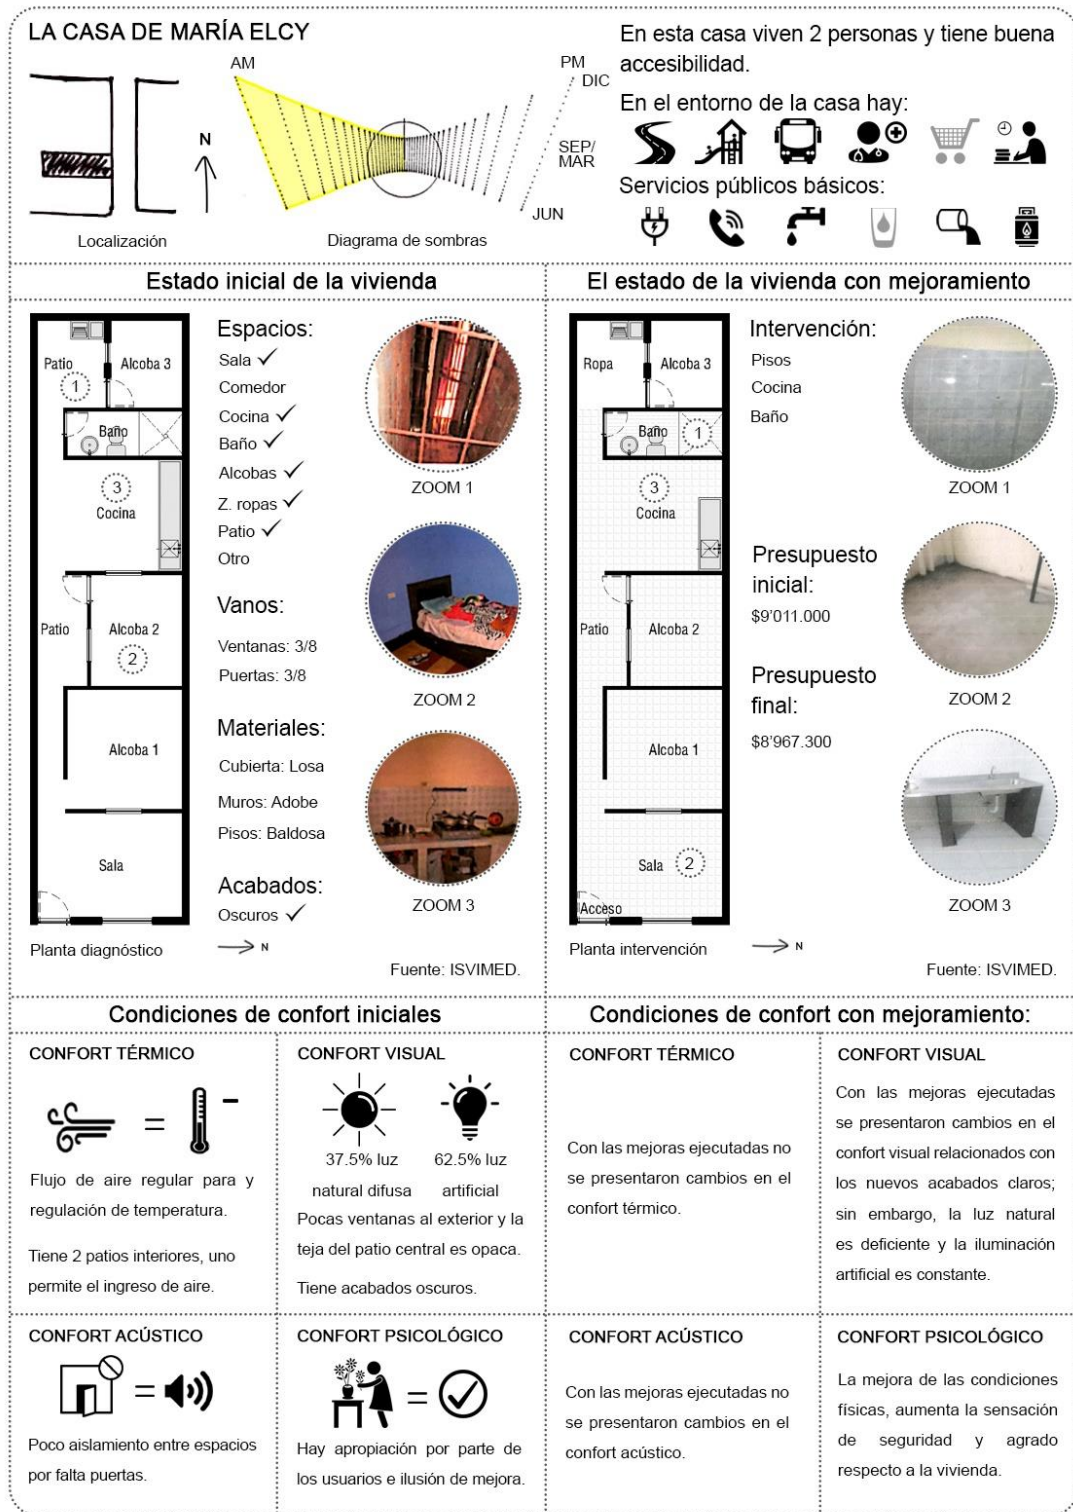 LA CASA DE MARÍA ELCY
N
Localización
AM
PM
DIC
SEP/
MAR
JUN
Diagrama de sombras
En esta casa viven 2 personas y tiene buena
accesibilidad.
En el entorno de la casa hay:
Servicios públicos básicos:
Estado inicial de la vivienda
Patio
1
Alcoba 3
Baño
3
Cocina
Patio
Alcoba 2
2
Alcoba 1
Sala
Planta diagnóstico
N
Espacios:
Sala ✓
Comedor
Cocina ✓
Baño ✓
Alcobas ✓
Z. ropas ✓
Patio ✓
Otro
Vanos:
Ventanas: 3/8
Puertas: 3/8
Materiales:
Cubierta: Losa
Muros: Adobe
Pisos: Baldosa
Acabados:
Oscuros ✓
ZOOM 1
ZOOM 2
ZOOM 3
Fuente: ISVIMED.
El estado de la vivienda con mejoramiento
Ropa
Alcoba 3
Baño
1
3
Cocina
Patio
Alcoba 2
Alcoba 1
Sala
2
Acceso
Planta intervención
N
Intervención:
Pisos
Cocina
Baño
Presupuesto
inicial:
$9'011.000
Presupuesto
final:
$8'967.300
ZOOM 1
ZOOM 2
ZOOM 3
Fuente: ISVIMED.
Condiciones de confort iniciales
CONFORT TÉRMICO
= -
Flujo de aire regular para y
regulación de temperatura.
Tiene 2 patios interiores, uno
permite el ingreso de aire.
CONFORT VISUAL
37.5% luz
natural difusa
62.5% luz
artificial
Pocas ventanas al exterior y la
teja del patio central es opaca.
Tiene acabados oscuros.
CONFORT ACÚSTICO
=
Poco aislamiento entre espacios
por falta puertas.
CONFORT PSICOLÓGICO
=
Hay apropiación por parte de
los usuarios e ilusión de mejora.
Condiciones de confort con mejoramiento:
CONFORT TÉRMICO
Con las mejoras ejecutadas no
se presentaron cambios en el
confort térmico.
CONFORT VISUAL
Con las mejoras ejecutadas
se presentaron cambios en el
confort visual relacionados con
los nuevos acabados claros;
sin embargo, la luz natural
es deficiente y la iluminación
artificial es constante.
CONFORT ACÚSTICO
Con las mejoras ejecutadas no
se presentaron cambios en el
confort acústico.
CONFORT PSICOLÓGICO
La mejora de las condiciones
físicas, aumenta la sensación
de seguridad y agrado
respecto a la vivienda.